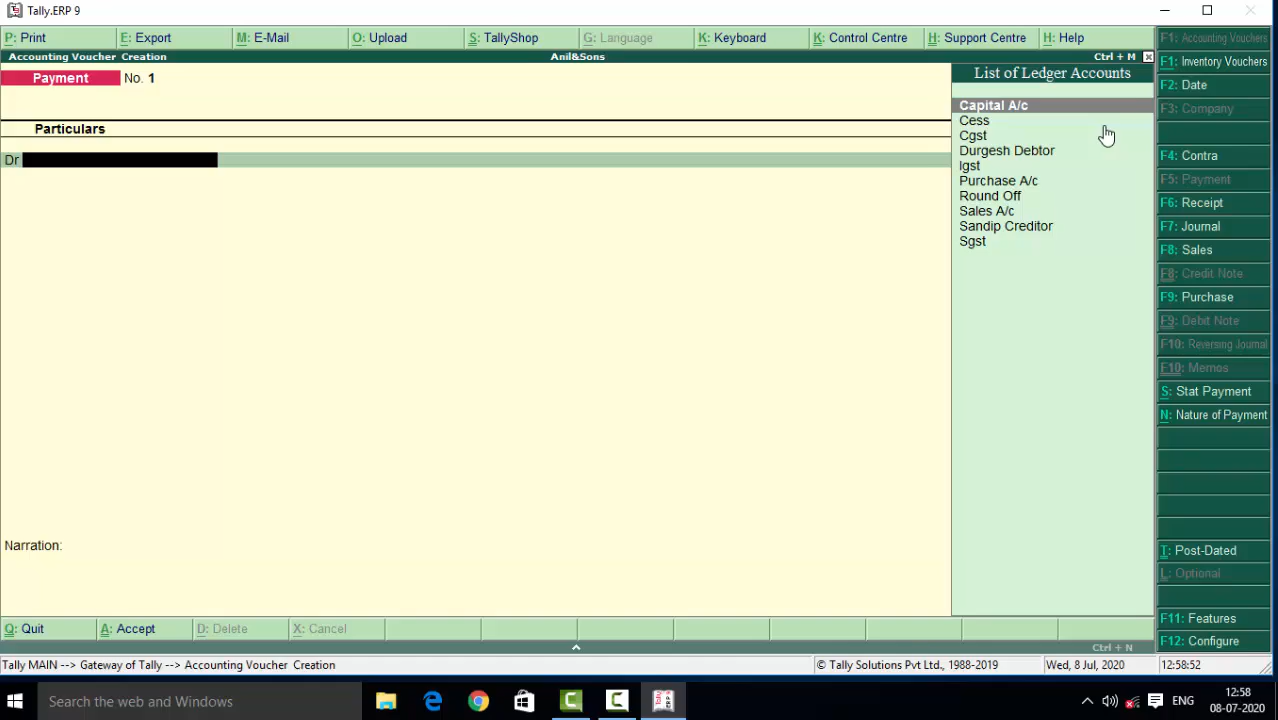 Tally.ERP 9
P: Print E: Export M: E-Mail O: Upload S: TallyShop G: Language K: Keyboard K: Control Centre H: Support Centre H: Help
Accounting Voucher Creation Anil&Sons Ctrl + M
Payment No. 1
Particulars
Dr
Narration:
List of Ledger Accounts
Capital A/c
Cess
Cgst
Durgesh Debtor
Igst
Purchase A/c
Round Off
Sales A/c
Sandip Creditor
Sgst
F1: Accounting Vouchers
F1: Inventory Vouchers
F2: Date
F3: Company
F4: Contra
F5: Payment
F6: Receipt
F7: Journal
F8: Sales
F8: Credit Note
F9: Purchase
F9: Debit Note
F10: Reversing Journal
F10: Memos
S: Stat Payment
N: Nature of Payment
T: Post-Dated
L: Optional
F11: Features
F12: Configure
Q: Quit A: Accept D: Delete X: Cancel
Ctrl + N
Tally MAIN --> Gateway of Tally --> Accounting Voucher Creation © Tally Solutions Pvt Ltd., 1988-2019 Wed, 8 Jul, 2020 12:58:52
Search the web and Windows ENG 12:58
08-07-2020